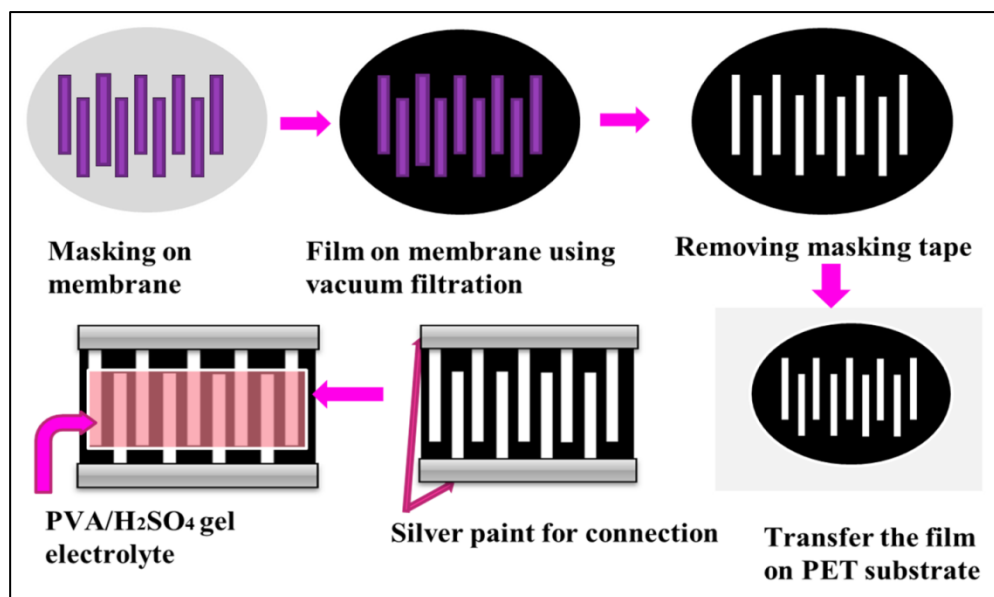 Masking on
membrane
Film on membrane using
vacuum filtration
Removing masking tape
Transfer the film
on PET substrate
Silver paint for connection
PVA/H₂SO₄ gel
electrolyte